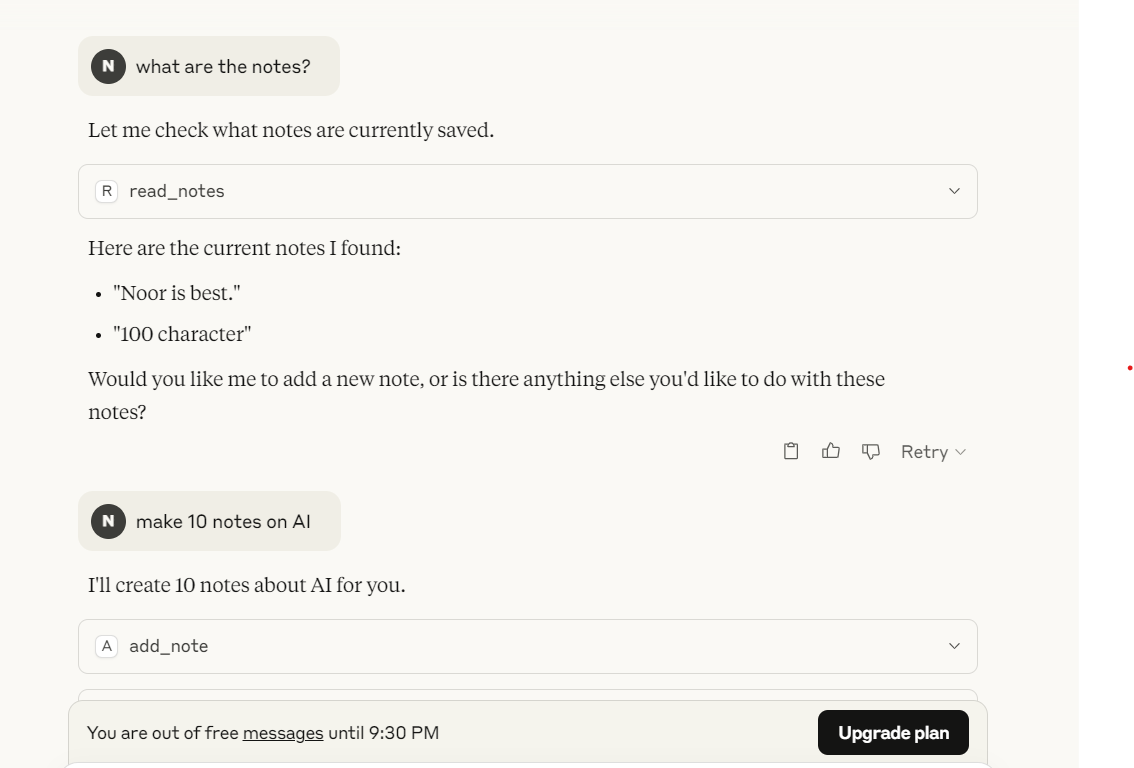 N what are the notes?
Let me check what notes are currently saved.
R read_notes
Here are the current notes I found:
• "Noor is best."
• "100 character"
Would you like me to add a new note, or is there anything else you'd like to do with these
notes?
Retry
N make 10 notes on AI
I'll create 10 notes about AI for you.
A add_note
You are out of free messages until 9:30 PM
Upgrade plan